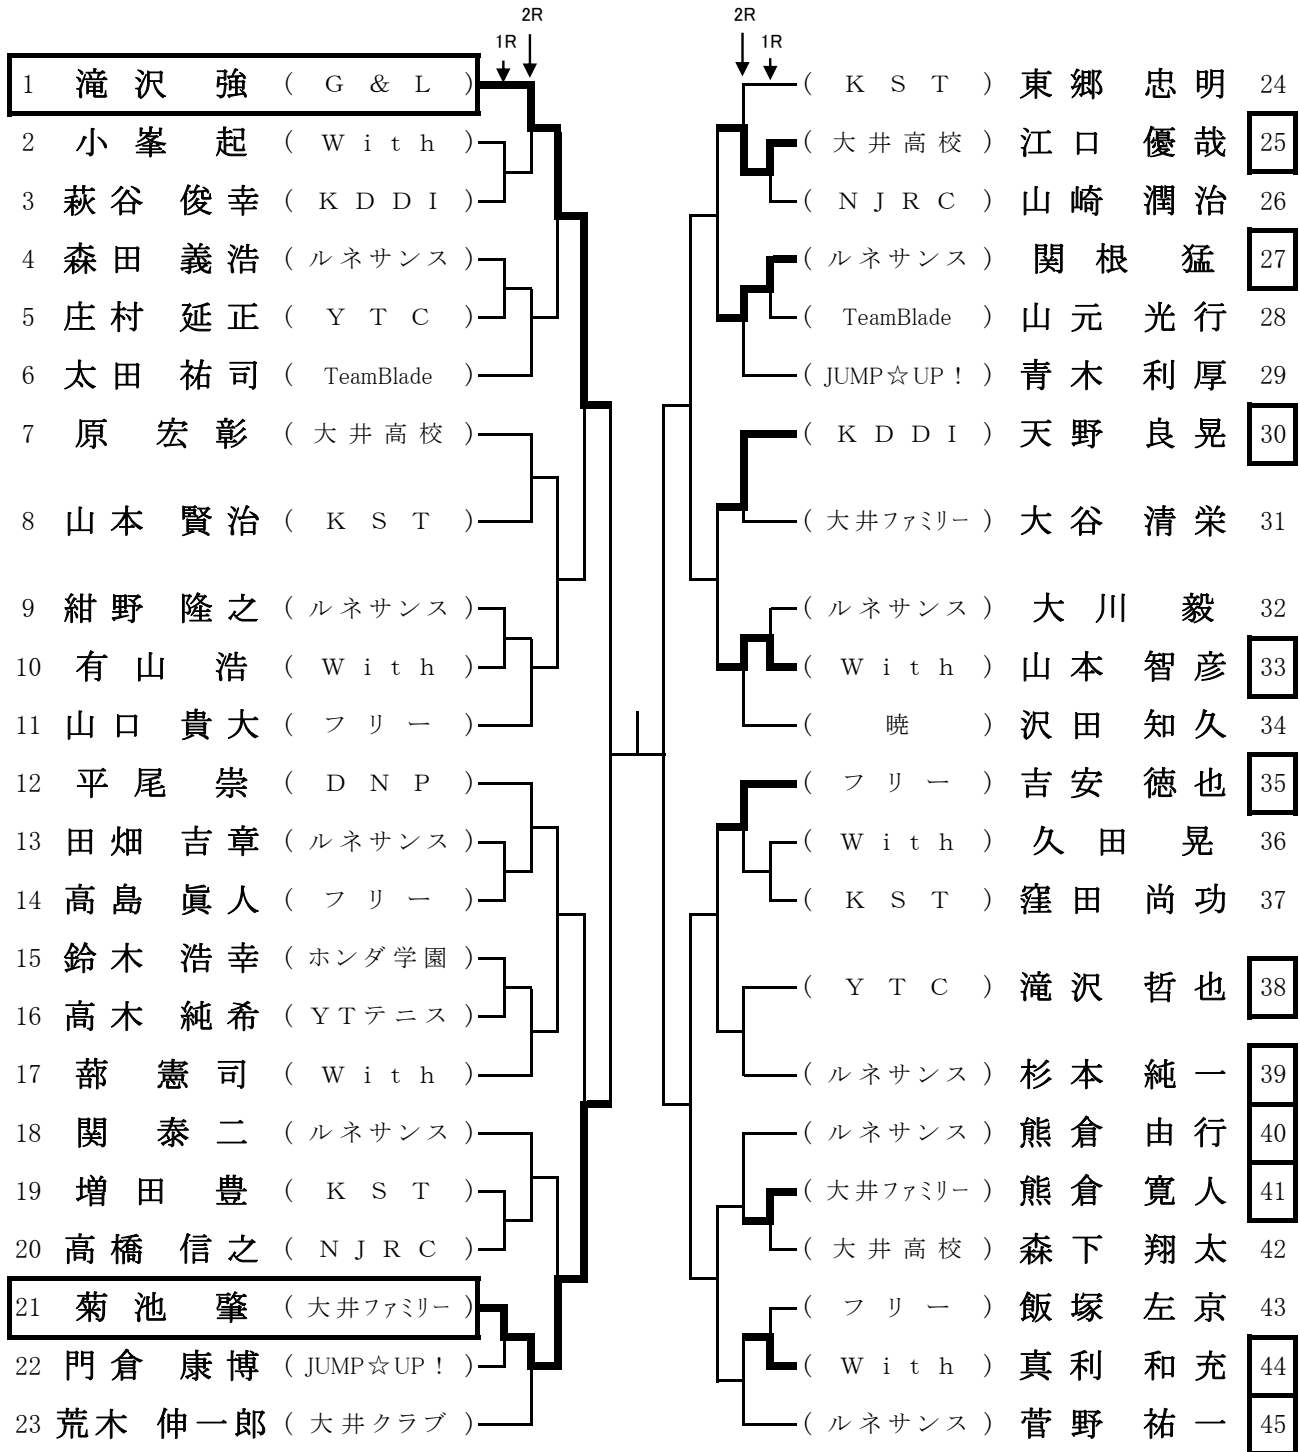 2R 2R
1R 1R
1 滝沢 強 (G&L)
2 小峯 起 (With)
3 萩谷 俊幸 (KDDI)
4 森田 義浩 (ルネサンス)
5 庄村 延正 (YTC)
6 太田 祐司 (TeamBlade)
7 原 宏彰 (大井高校)
8 山本 賢治 (KST)
9 紺野 隆之 (ルネサンス)
10 有山 浩 (With)
11 山口 貴大 (フリー)
12 平尾 崇 (DNP)
13 田畑 吉章 (ルネサンス)
14 高島 眞人 (フリー)
15 鈴木 浩幸 (ホンダ学園)
16 高木 純希 (YTテニス)
17 蔀 憲司 (With)
18 関 泰二 (ルネサンス)
19 増田 豊 (KST)
20 高橋 信之 (NJRC)
21 菊池 肇 (大井ファミリー)
22 門倉 康博 (JUMP☆UP!)
23 荒木 伸一郎 (大井クラブ)
(KST) 東郷 忠明 24
(大井高校) 江口 優哉 25
(NJRC) 山崎 潤治 26
(ルネサンス) 関根 猛 27
(TeamBlade) 山元 光行 28
(JUMP☆UP!) 青木 利厚 29
(KDDI) 天野 良晃 30
(大井ファミリー) 大谷 清栄 31
(ルネサンス) 大川 毅 32
(With) 山本 智彦 33
(暁) 沢田 知久 34
(フリー) 吉安 徳也 35
(With) 久田 晃 36
(KST) 窪田 尚功 37
(YTC) 滝沢 哲也 38
(ルネサンス) 杉本 純一 39
(ルネサンス) 熊倉 由行 40
(大井ファミリー) 熊倉 寛人 41
(大井高校) 森下 翔太 42
(フリー) 飯塚 左京 43
(With) 真利 和充 44
(ルネサンス) 菅野 祐一 45